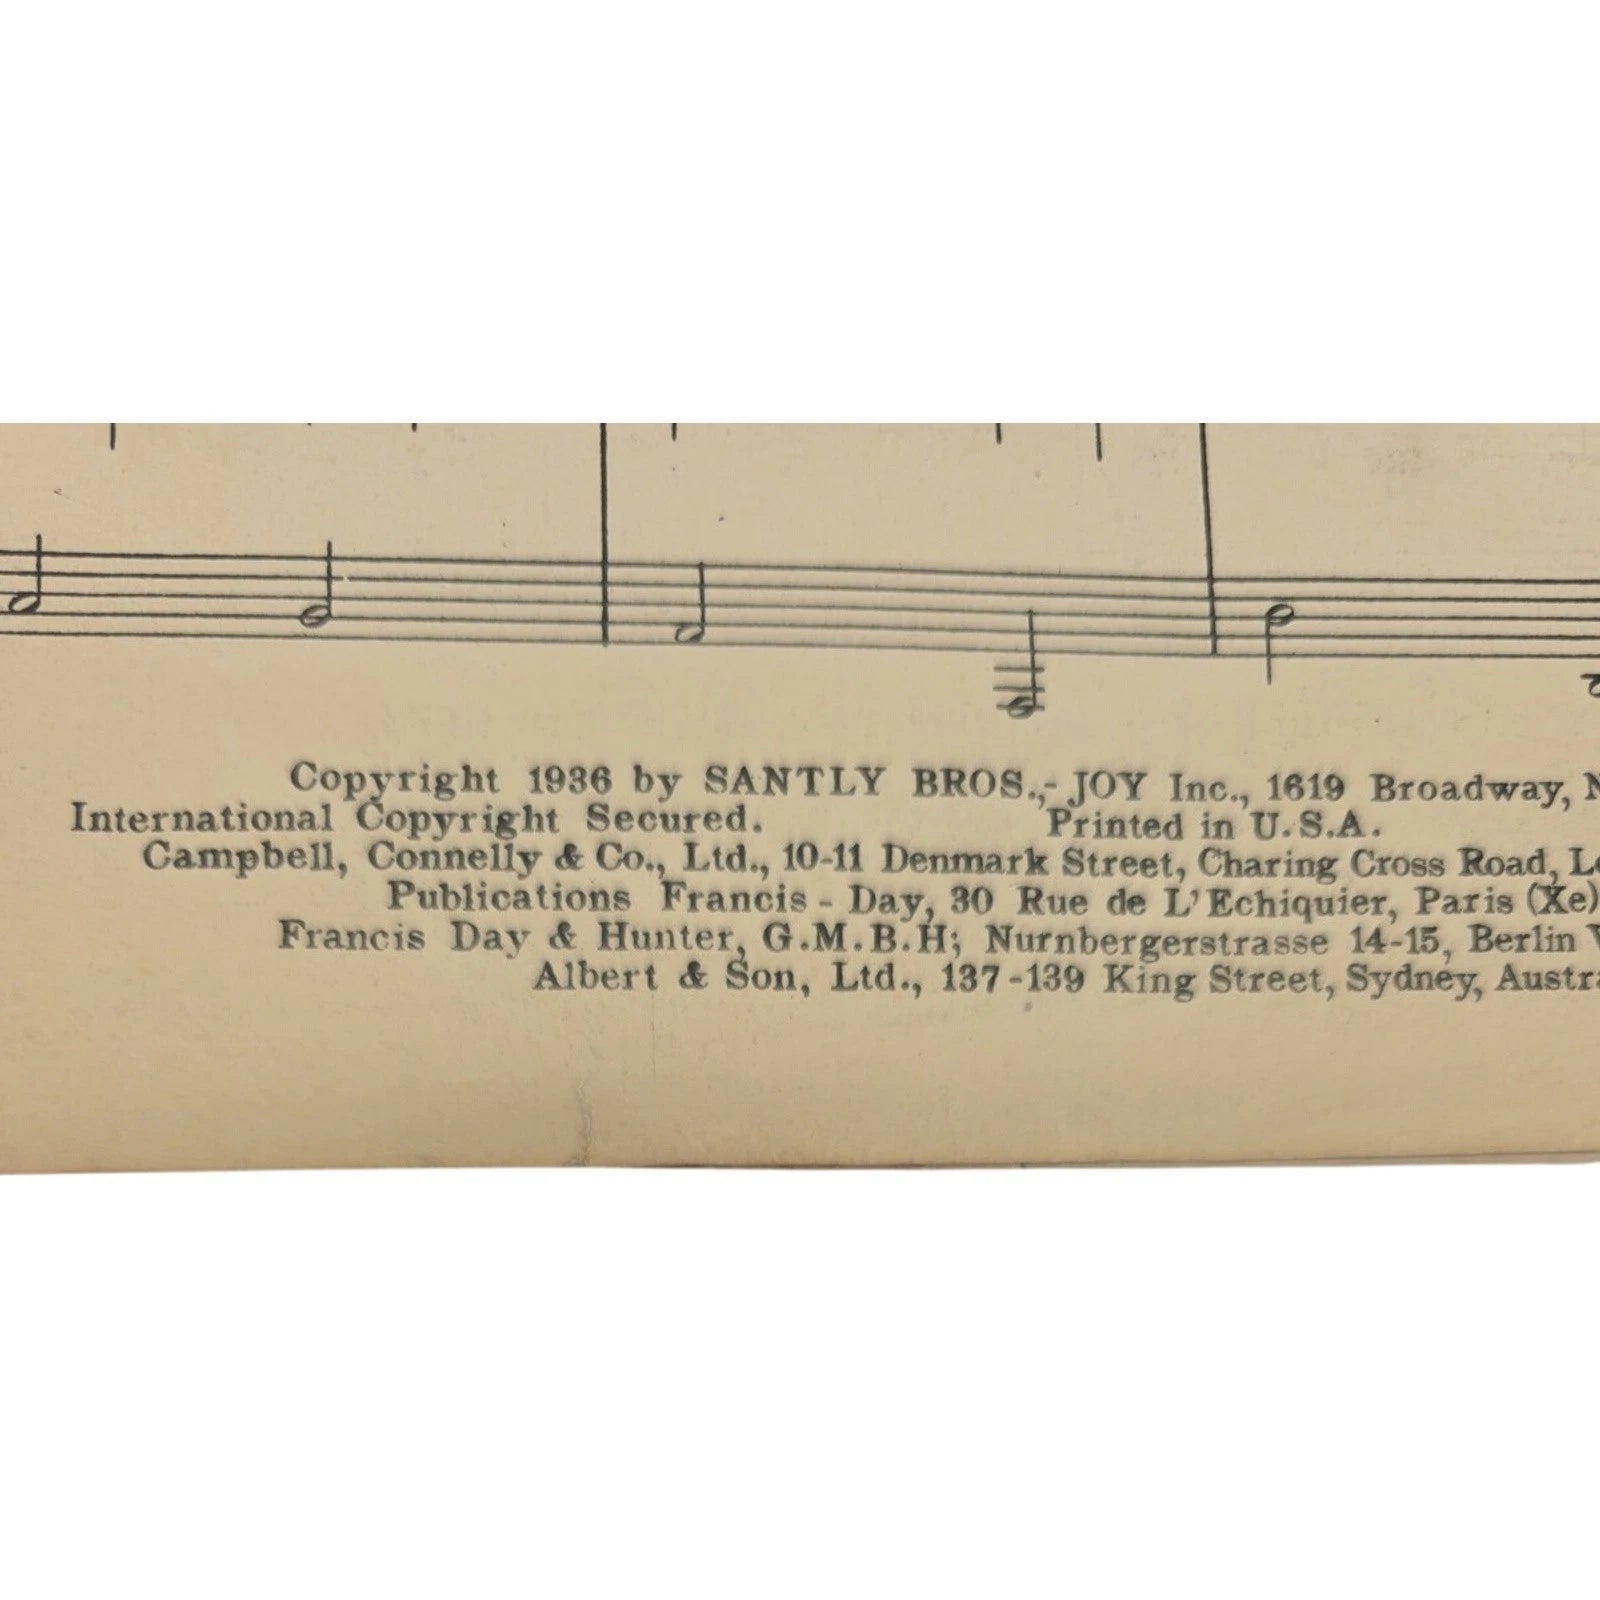 Copyright 1936 by SANTLY BROS.,- JOY Inc., 1619 Broadway, N
International Copyright Secured. Printed in U.S.A.
Campbell, Connelly & Co., Ltd., 10-11 Denmark Street, Charing Cross Road, Lo
Publications Francis - Day, 30 Rue de L'Echiquier, Paris (Xe)
Francis Day & Hunter, G.M.B.H; Nurnbergerstrasse 14-15, Berlin
Albert & Son, Ltd., 137-139 King Street, Sydney, Austra